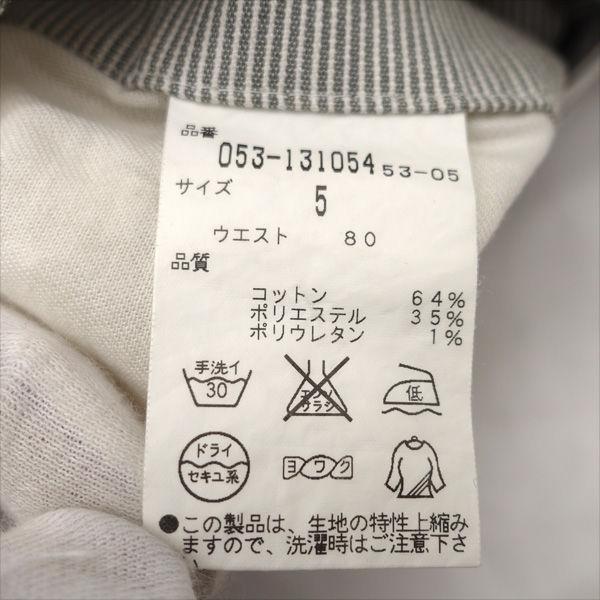 品番
053-131054 53-05
サイズ 5
ウエスト 80
品質
コットン 64%
ポリエステル 35%
ポリウレタン 1%
手洗イ
30
エンソ
サラシ
低
ドライ
セキユ系
ヨワク
●この製品は、生地の特性上縮み
ますので、洗濯時はご注意下さ